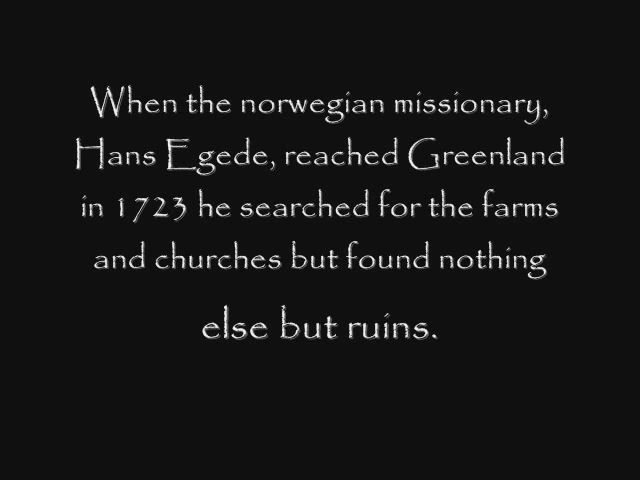 When the norwegian missionary,
Hans Egede, reached Greenland
in 1723 he searched for the farms
and churches but found nothing
else but ruins.